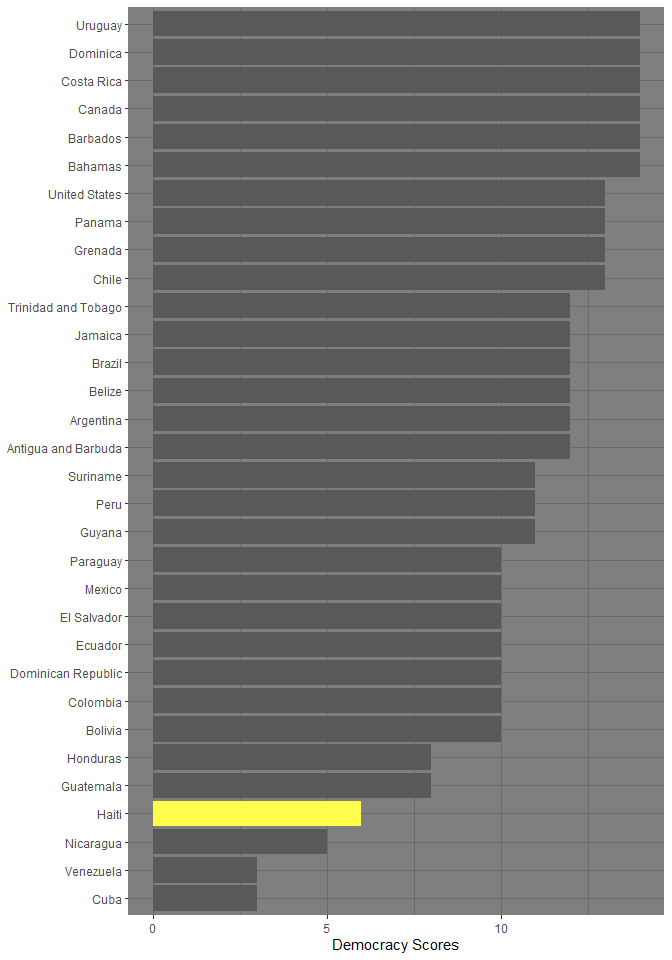 Uruguay
Dominica
Costa Rica
Canada
Barbados
Bahamas
United States
Panama
Grenada
Chile
Trinidad and Tobago
Jamaica
Brazil
Belize
Argentina
Antigua and Barbuda
Suriname
Peru
Guyana
Paraguay
Mexico
El Salvador
Ecuador
Dominican Republic
Colombia
Bolivia
Honduras
Guatemala
Haiti
Nicaragua
Venezuela
Cuba
0 5 10
Democracy Scores